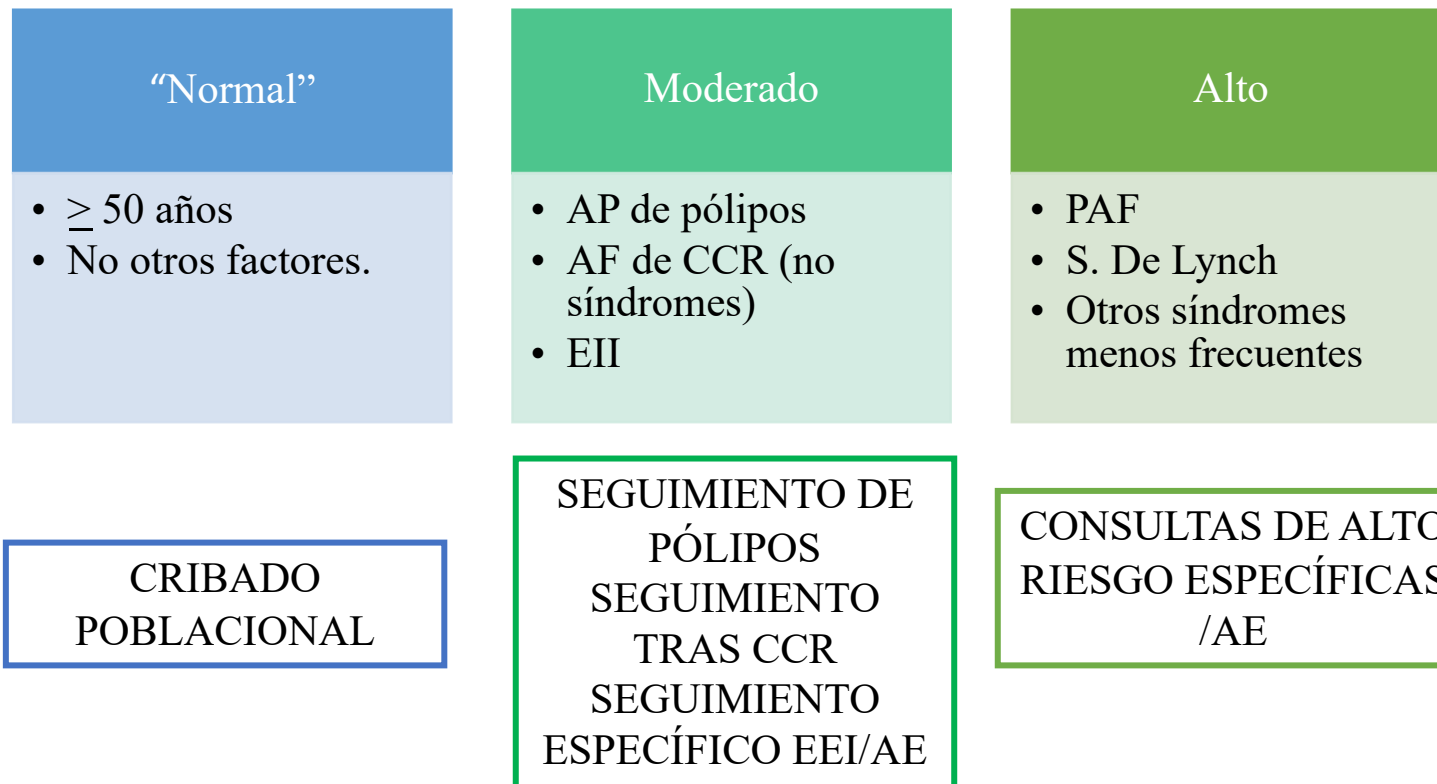 “Normal”
• ≥ 50 años
• No otros factores.
CRIBADO
POBLACIONAL
Moderado
• AP de pólipos
• AF de CCR (no
síndromes)
• EII
SEGUIMIENTO DE
PÓLIPOS
SEGUIMIENTO
TRAS CCR
SEGUIMIENTO
ESPECÍFICO EEI/AE
Alto
• PAF
• S. De Lynch
• Otros síndromes
menos frecuentes
CONSULTAS DE ALTO
RIESGO ESPECÍFICAS
/AE